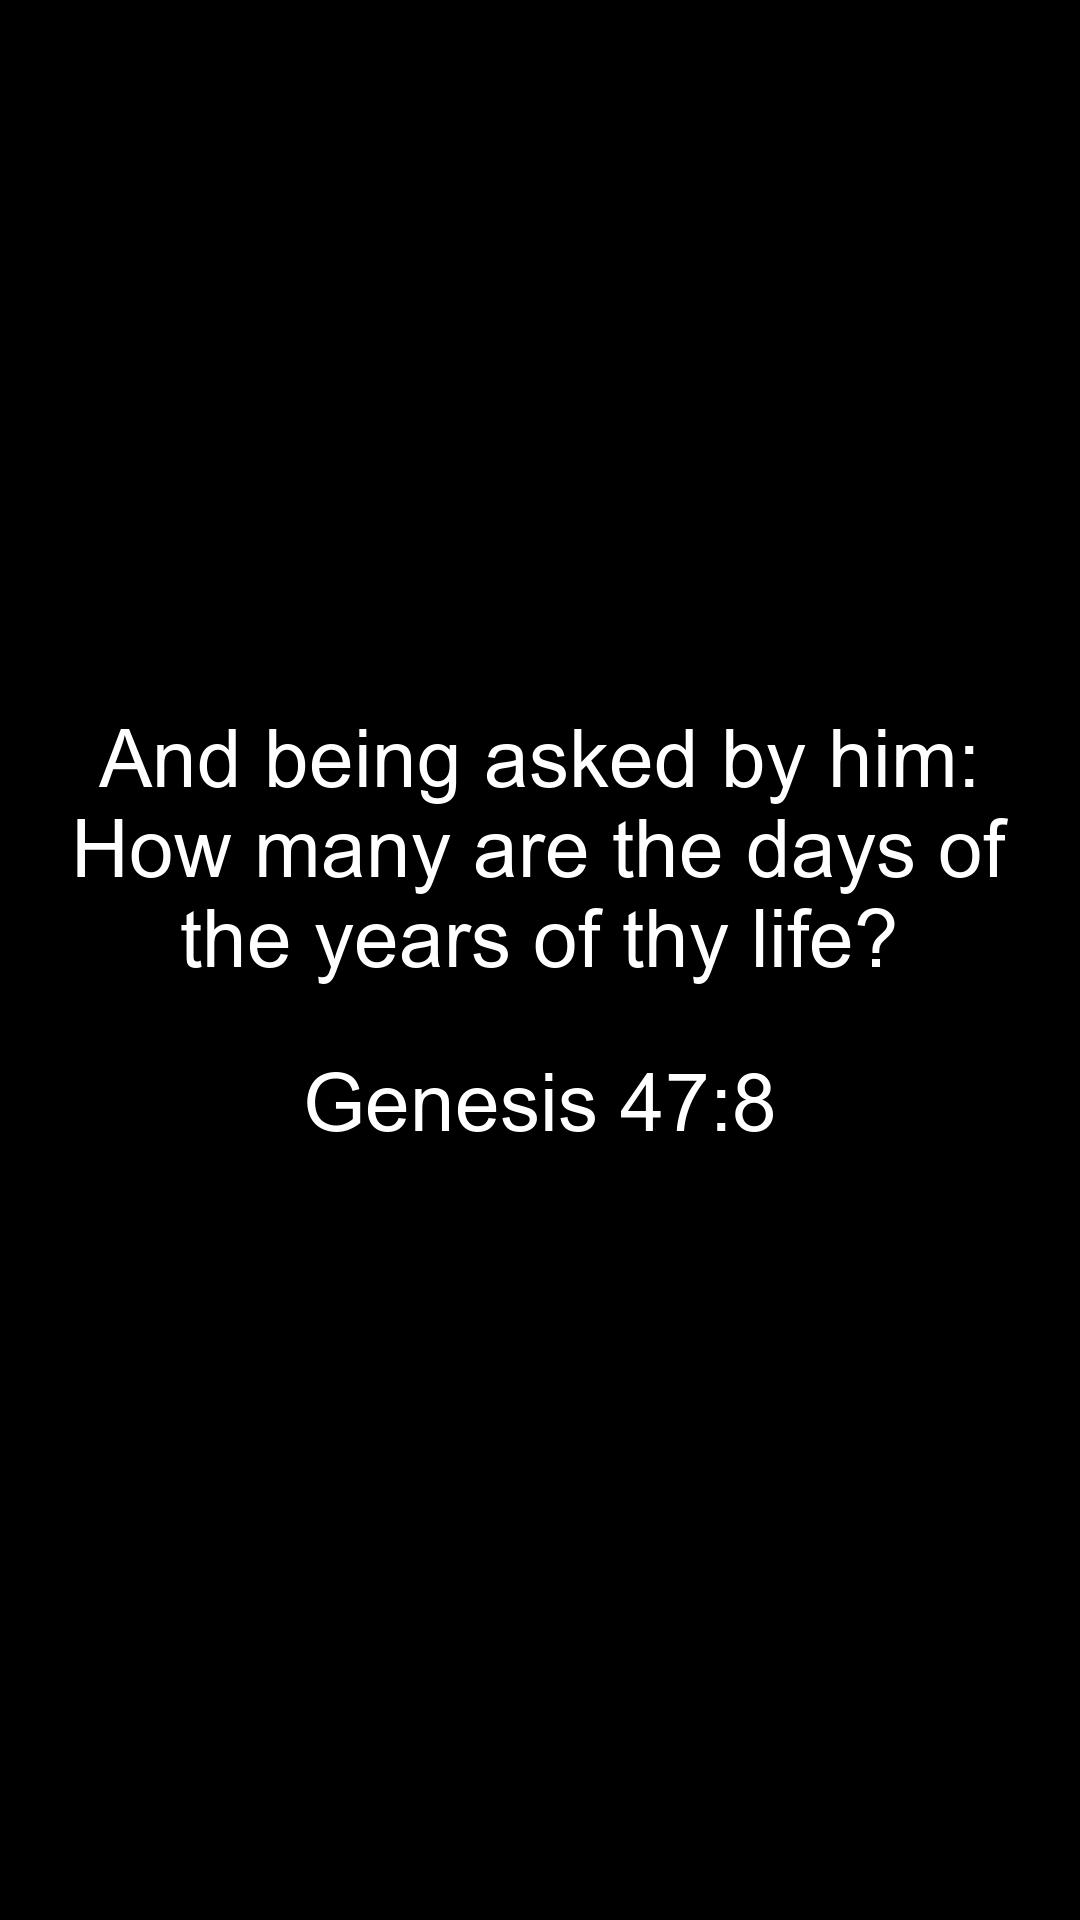 And being asked by him:
How many are the days of
the years of thy life?
Genesis 47:8